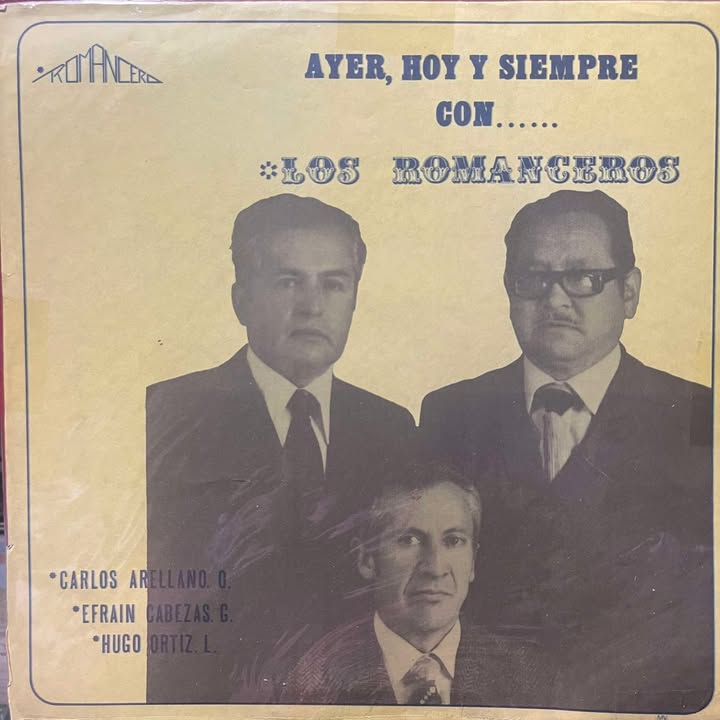 ROMANCERO
AYER, HOY Y SIEMPRE
CON......
*LOS ROMANCEROS
•CARLOS ARELLANO. O.
•EFRAIN CABEZAS. G.
•HUGO ORTIZ. L.